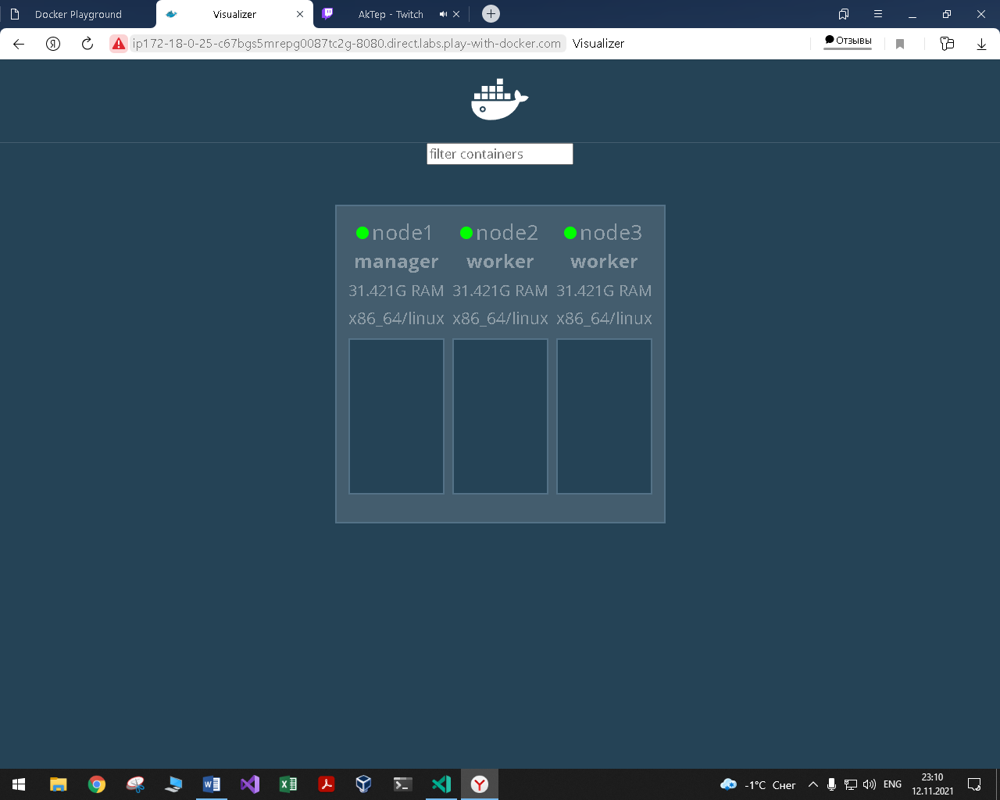 Docker Playground
Visualizer
AkTep - Twitch
Я
ip172-18-0-25-c67bgs5mrepg0087tc2g-8080.direct.labs.play-with-docker.com
Visualizer
Отзывы
filter containers
node1
manager
31.421G RAM
x86_64/linux
node2
worker
31.421G RAM
x86_64/linux
node3
worker
31.421G RAM
x86_64/linux
-1°C Снег
ENG
23:10
12.11.2021